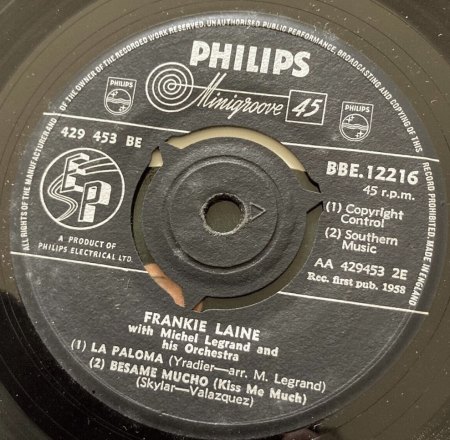 ALL RIGHTS OF THE MANUFACTURER AND OF THE OWNER OF THE RECORDED WORK RESERVED. UNAUTHORISED PUBLIC PERFORMANCE, BROADCASTING AND COPYING OF THIS RECORD PROHIBITED. MADE IN ENGLAND
PHILIPS
Minigroove 45
PHILIPS
PHILIPS
429 453 BE
BBE.12216
45 r.p.m.
EP
(1) Copyright
Control
(2) Southern
Music
A PRODUCT OF
PHILIPS ELECTRICAL LTD.
AA 429453 2E
Rec. first pub. 1958
FRANKIE LAINE
with Michel Legrand and
his Orchestra
(1) LA PALOMA (Yradier—arr. M. Legrand)
(2) BESAME MUCHO (Kiss Me Much)
(Skylar—Valazquez)